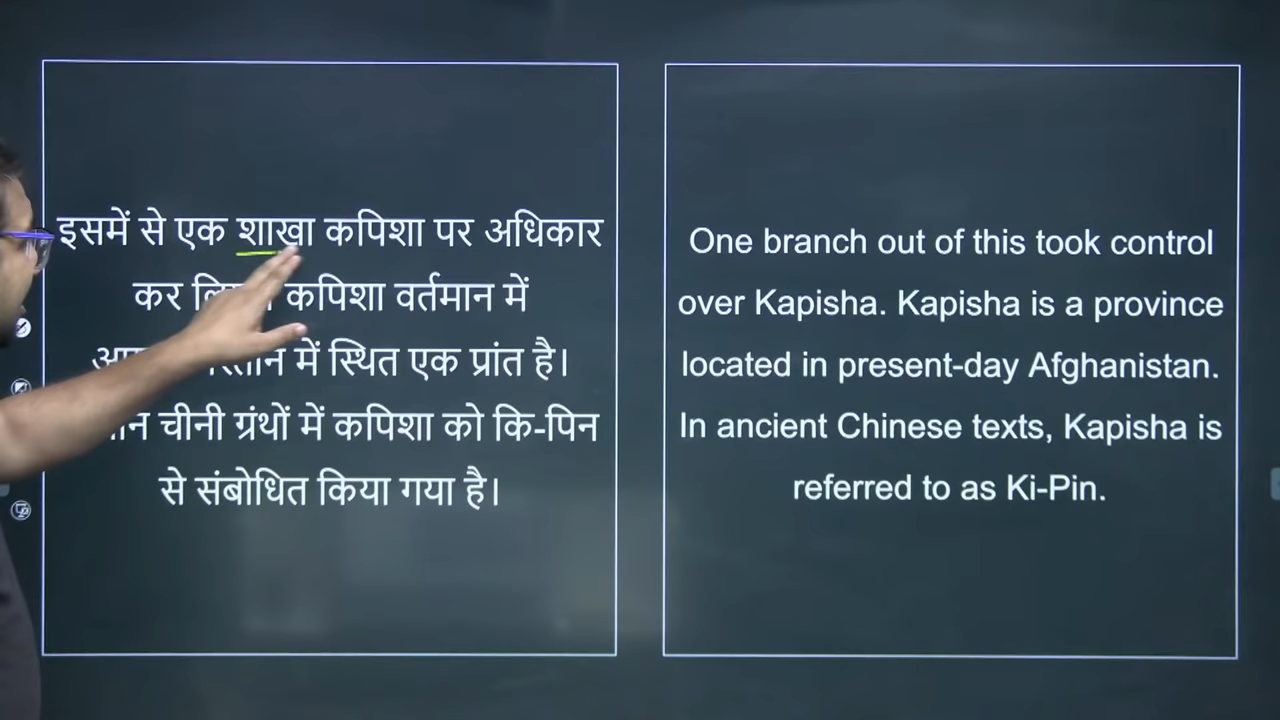 इसमें से एक शाखा कपिशा पर अधिकार
कर कपिशा वर्तमान में
में स्थित एक प्रांत है।
चीनी ग्रंथों में कपिशा को कि-पिन
से संबोधित किया गया है।
One branch out of this took control
over Kapisha. Kapisha is a province
located in present-day Afghanistan.
In ancient Chinese texts, Kapisha is
referred to as Ki-Pin.